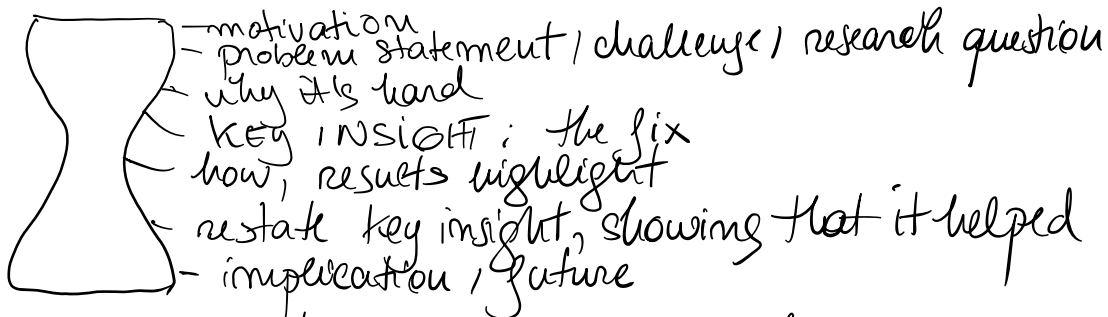 motivation
problem statement / challenge / research question
why it's hard
KEY INSIGHT : the fix
how, results highlight
restate key insight, showing that it helped
implication / future